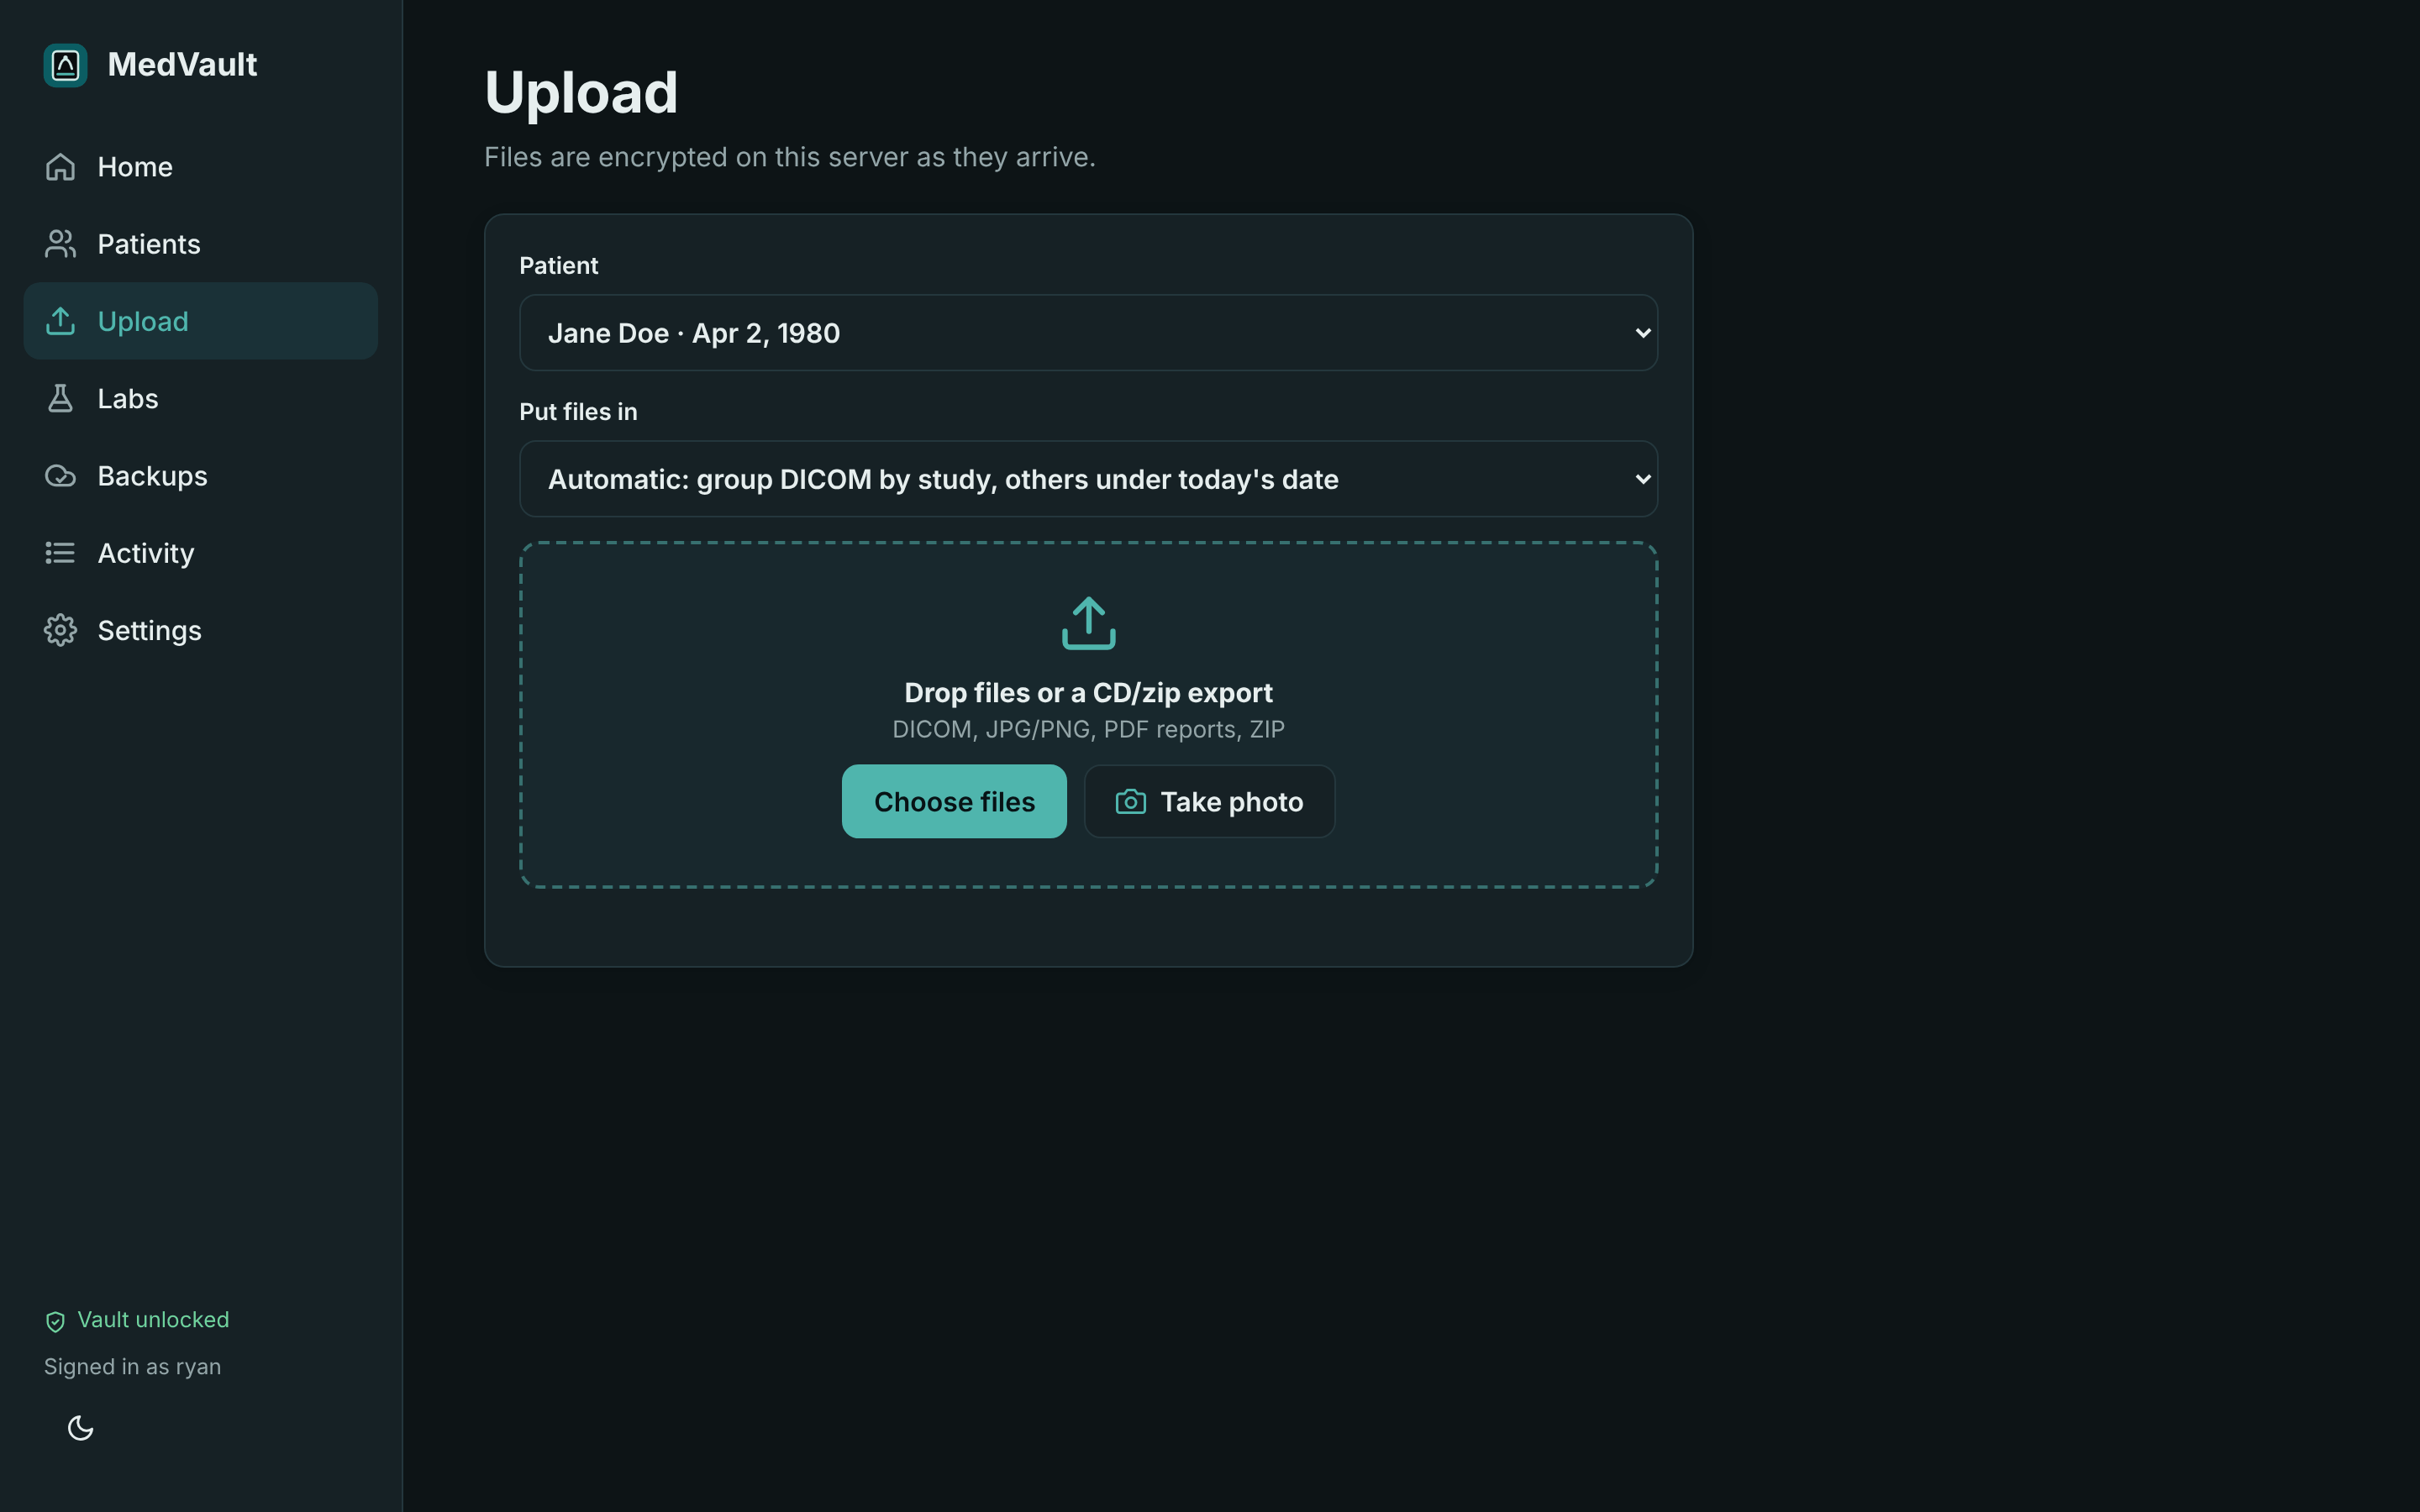 MedVault
Home
Patients
Upload
Labs
Backups
Activity
Settings
Vault unlocked
Signed in as ryan
Upload
Files are encrypted on this server as they arrive.
Patient
Jane Doe · Apr 2, 1980
Put files in
Automatic: group DICOM by study, others under today's date
Drop files or a CD/zip export
DICOM, JPG/PNG, PDF reports, ZIP
Choose files
Take photo